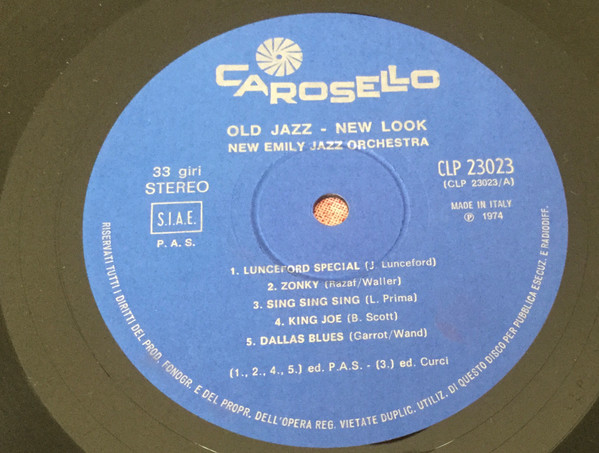 CAROSELLO
OLD JAZZ - NEW LOOK
NEW EMILY JAZZ ORCHESTRA
33 giri
STEREO
S.I.A.E.
P. A. S.
CLP 23023
(CLP 23023/A)
MADE IN ITALY
℗ 1974
1. LUNCEFORD SPECIAL (J. Lunceford)
2. ZONKY (Razaf/Waller)
3. SING SING SING (L. Prima)
4. KING JOE (B. Scott)
5. DALLAS BLUES (Garrot/Wand)
(1., 2., 4., 5.) ed. P.A.S. - (3.) ed. Curci
RISERVATI TUTTI I DIRITTI DEL PROD. FONOGR. E DEL PROPR. DELL'OPERA REG. VIETATE DUPLIC. UTILIZ. DI QUESTO DISCO PER PUBBLICA ESECUZ. E RADIODIFF.